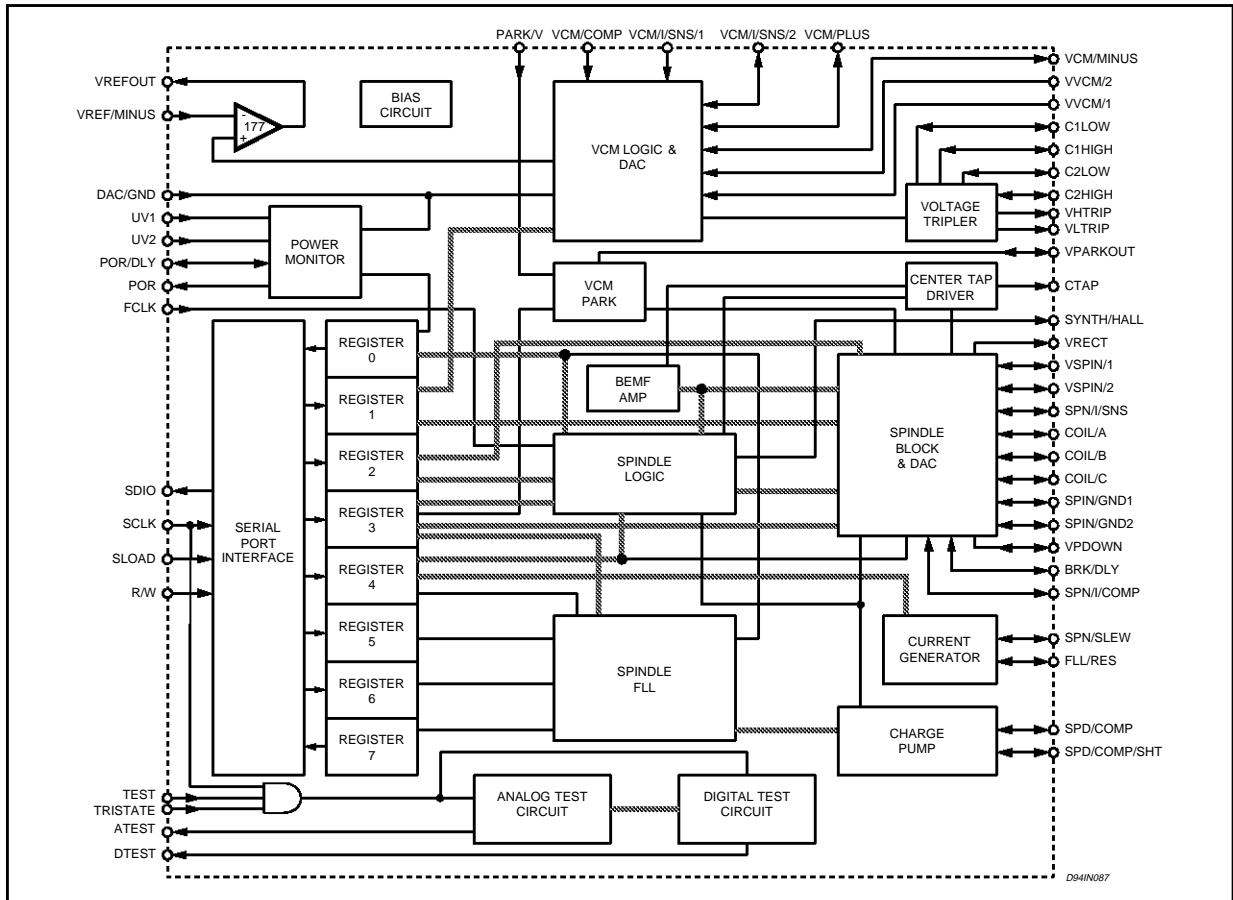 PARK/V VCM/COMP VCM/I/SNS/1 VCM/I/SNS/2 VCM/PLUS
VREFOUT
VREF/MINUS
DAC/GND
UV1
UV2
POR/DLY
POR
FCLK
SDIO
SCLK
SLOAD
R/W
TEST
TRISTATE
ATEST
DTEST
-
177
+
BIAS
CIRCUIT
VCM LOGIC &
DAC
POWER
MONITOR
VCM
PARK
VOLTAGE
TRIPLER
CENTER TAP
DRIVER
SERIAL
PORT
INTERFACE
REGISTER
0
REGISTER
1
REGISTER
2
REGISTER
3
REGISTER
4
REGISTER
5
REGISTER
6
REGISTER
7
BEMF
AMP
SPINDLE
LOGIC
SPINDLE
BLOCK
& DAC
SPINDLE
FLL
CURRENT
GENERATOR
CHARGE
PUMP
ANALOG TEST
CIRCUIT
DIGITAL TEST
CIRCUIT
VCM/MINUS
VVCM/2
VVCM/1
C1LOW
C1HIGH
C2LOW
C2HIGH
VHTRIP
VLTRIP
VPARKOUT
CTAP
SYNTH/HALL
VRECT
VSPIN/1
VSPIN/2
SPN/I/SNS
COIL/A
COIL/B
COIL/C
SPIN/GND1
SPIN/GND2
VPDOWN
BRK/DLY
SPN/I/COMP
SPN/SLEW
FLL/RES
SPD/COMP
SPD/COMP/SHT
D94IN087